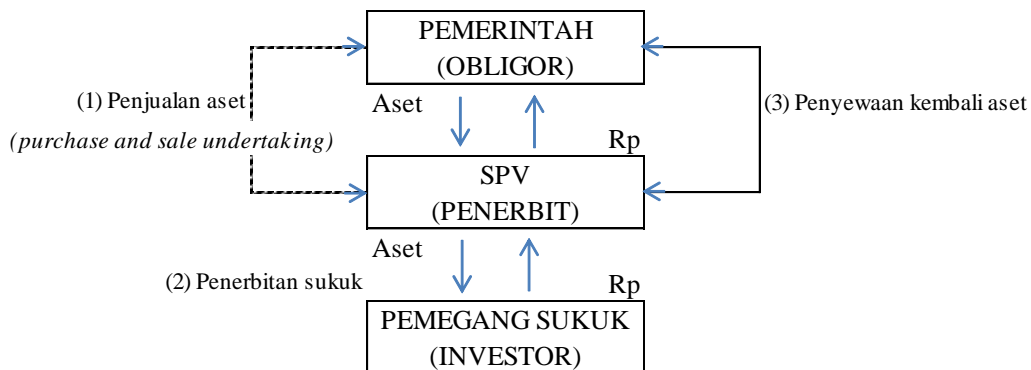 PEMERINTAH
(OBLIGOR)
(1) Penjualan aset
(purchase and sale undertaking)
Aset
Rp
(3) Penyewaan kembali aset
SPV
(PENERBIT)
Aset
(2) Penerbitan sukuk
Rp
PEMEGANG SUKUK
(INVESTOR)